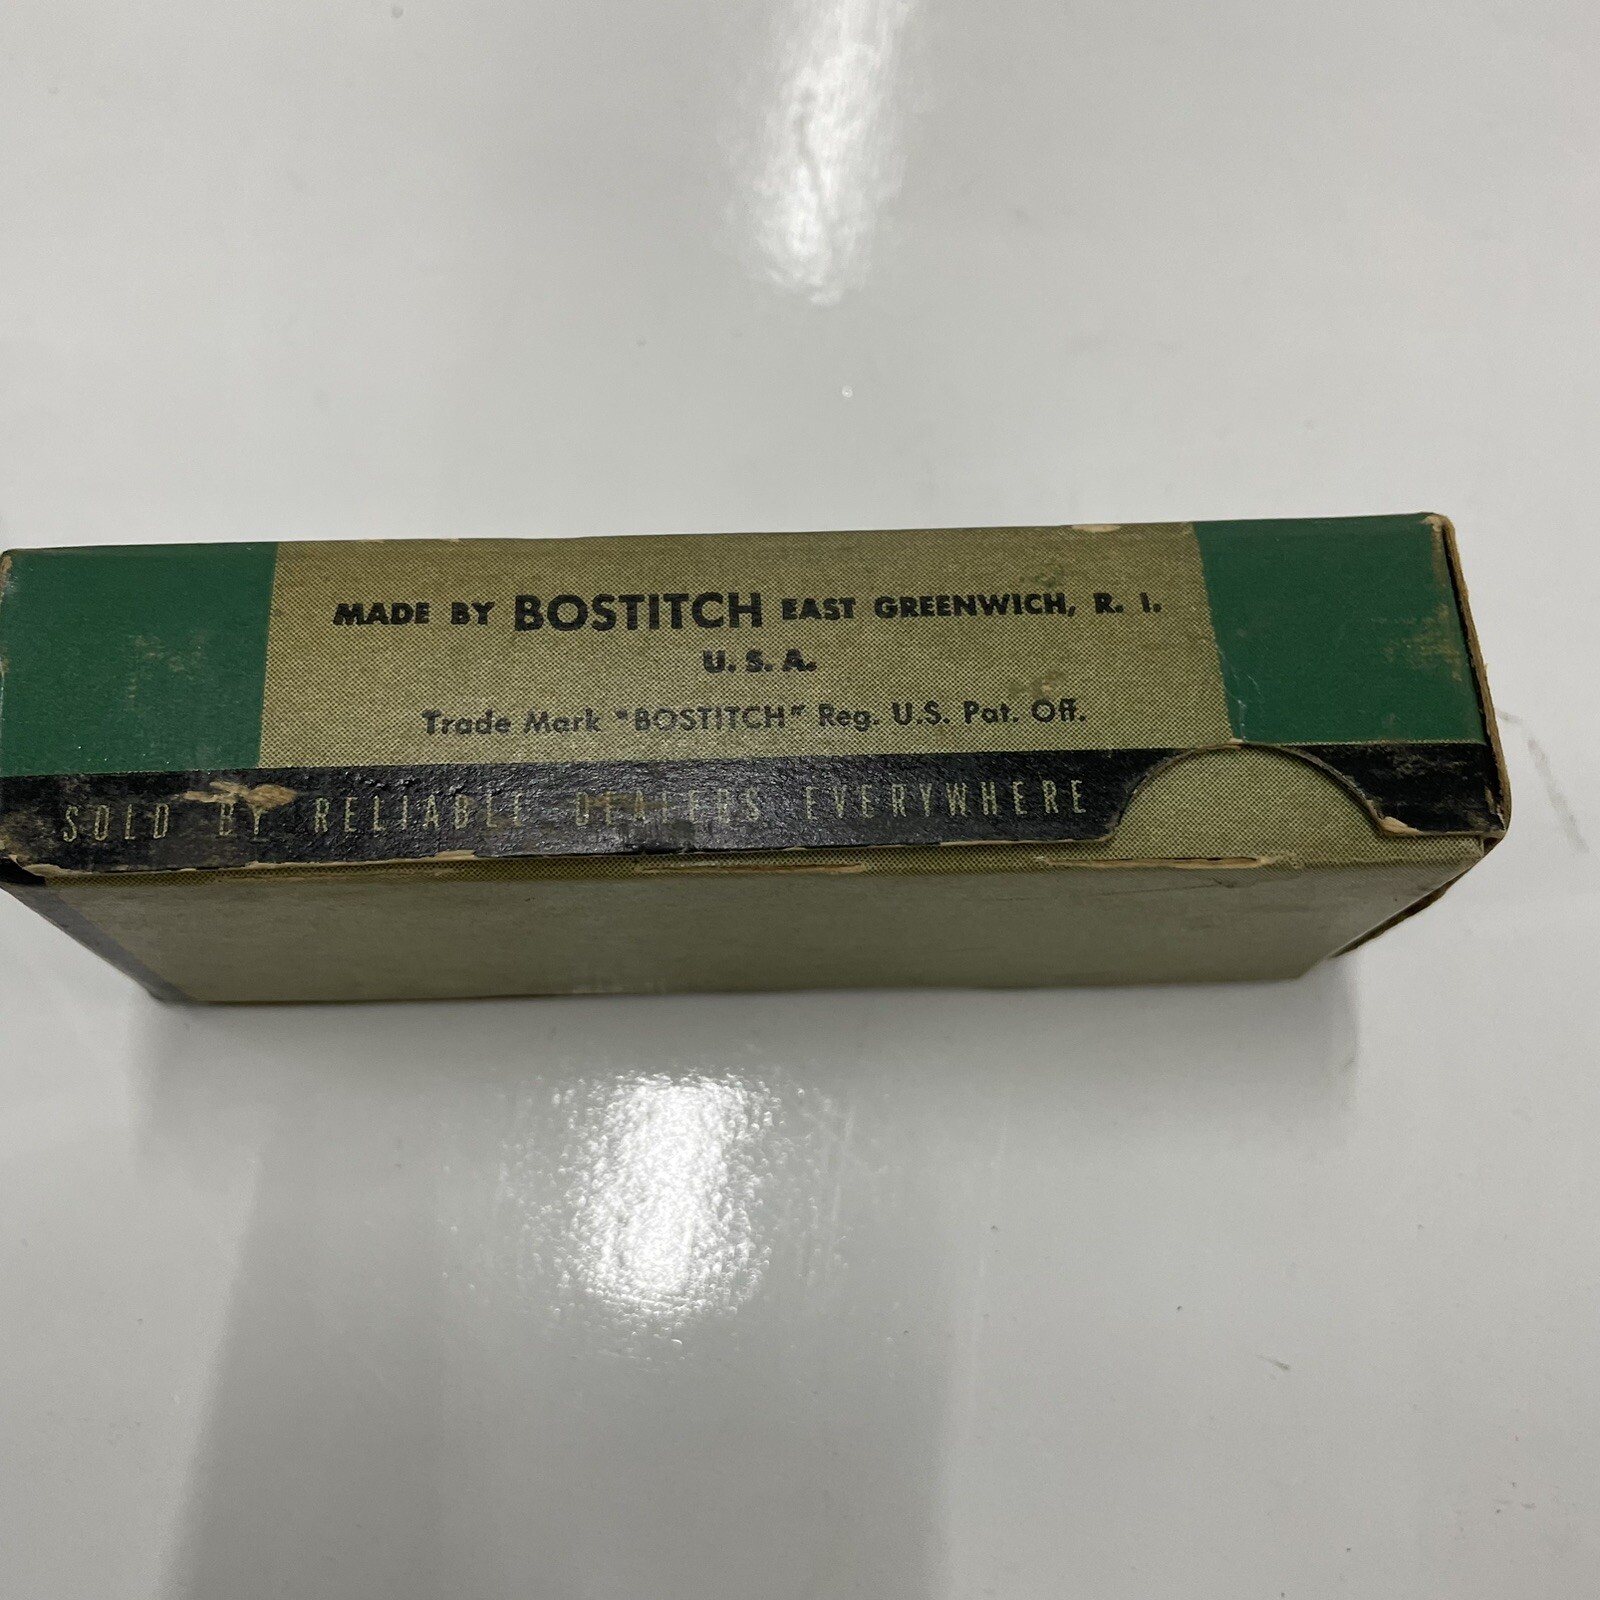 MADE BY BOSTITCH EAST GREENWICH, R. I.
U. S. A.
Trade Mark "BOSTITCH" Reg. U.S. Pat. Off.
SOLD BY RELIABLE DEALERS EVERYWHERE